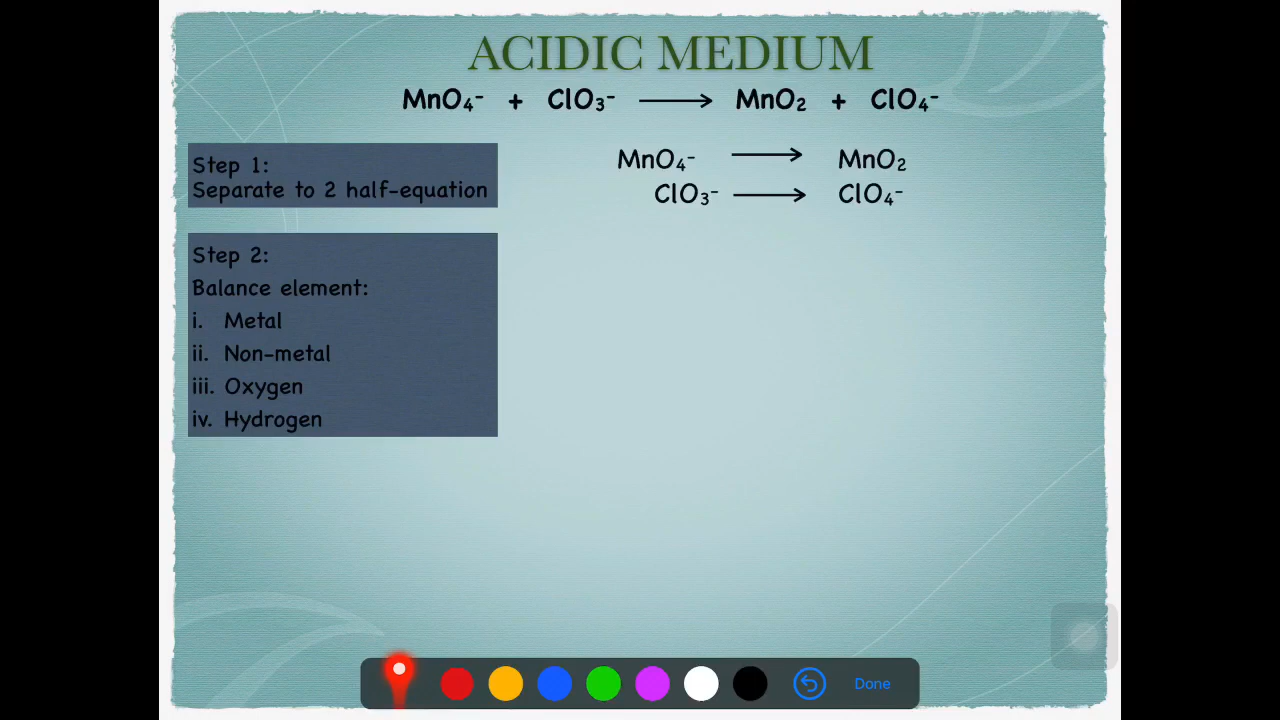 ACIDIC MEDIUM
MnO₄⁻ + ClO₃⁻ ⟶ MnO₂ + ClO₄⁻
Step 1:
Separate to 2 half-equation
MnO₄⁻ ⟶ MnO₂
ClO₃⁻ ⟶ ClO₄⁻
Step 2:
Balance element:
i. Metal
ii. Non-metal
iii. Oxygen
iv. Hydrogen
Done